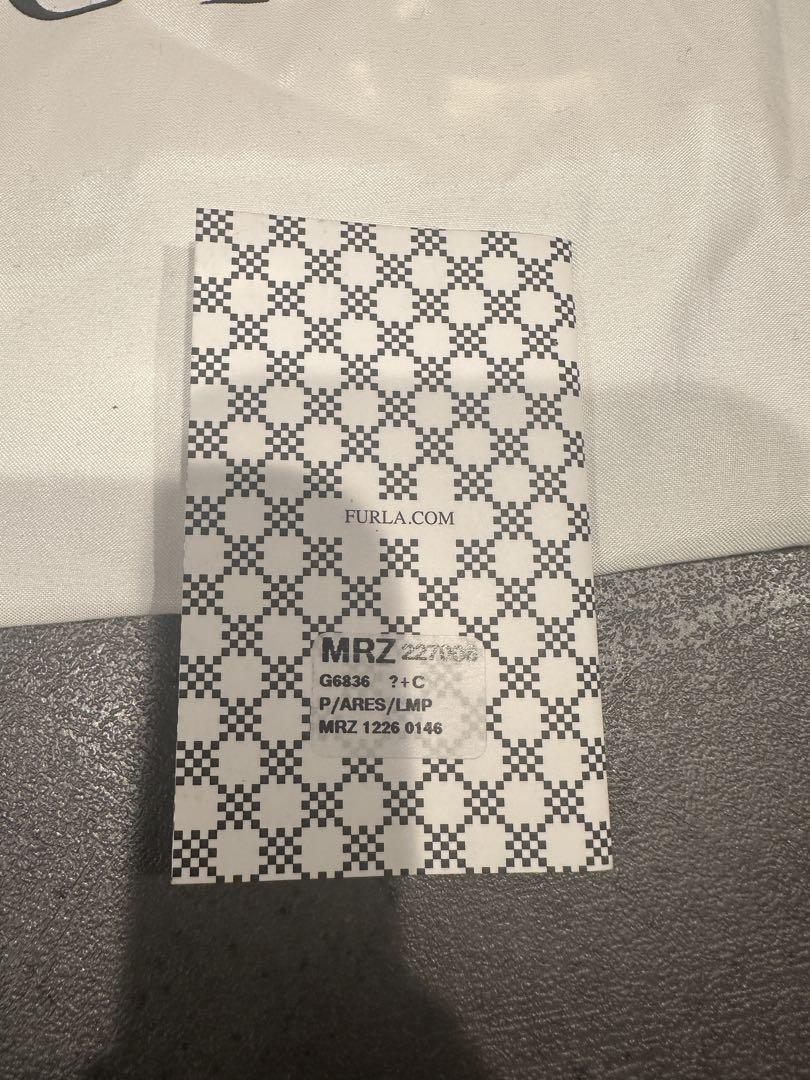 FURLA.COM
MRZ
G6836 ?+C
P/ARES/LMP
MRZ 1226 0146